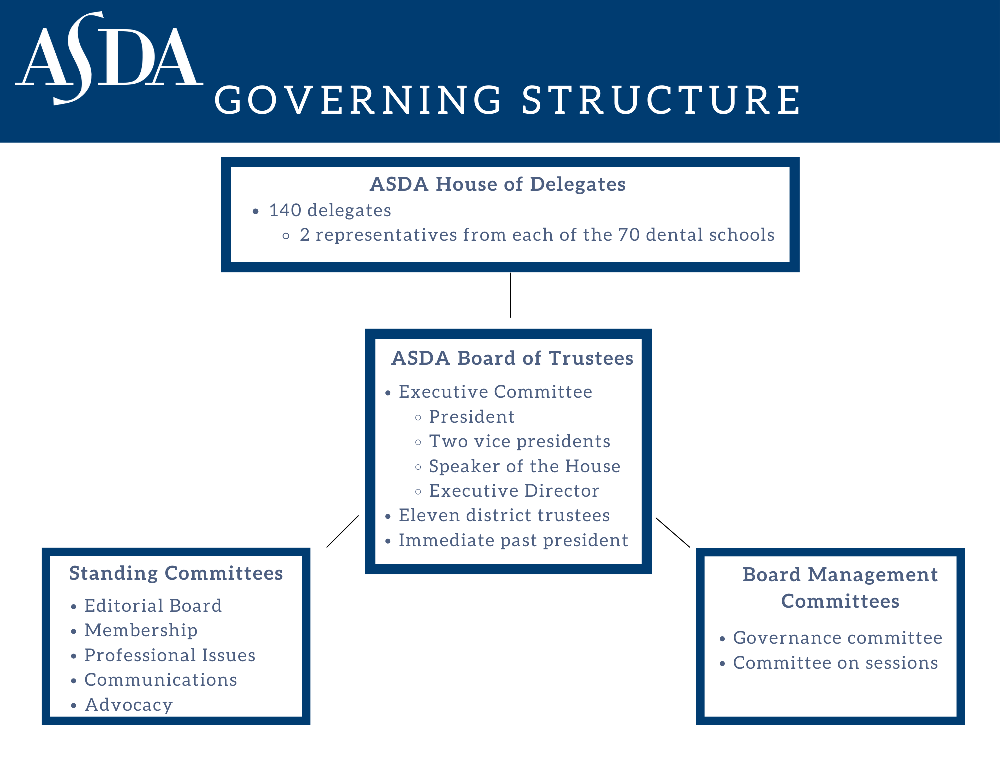 ASDA
GOVERNING STRUCTURE
ASDA House of Delegates
• 140 delegates
◦ 2 representatives from each of the 70 dental schools
ASDA Board of Trustees
• Executive Committee
◦ President
◦ Two vice presidents
◦ Speaker of the House
◦ Executive Director
• Eleven district trustees
• Immediate past president
Standing Committees
• Editorial Board
• Membership
• Professional Issues
• Communications
• Advocacy
Board Management
Committees
• Governance committee
• Committee on sessions